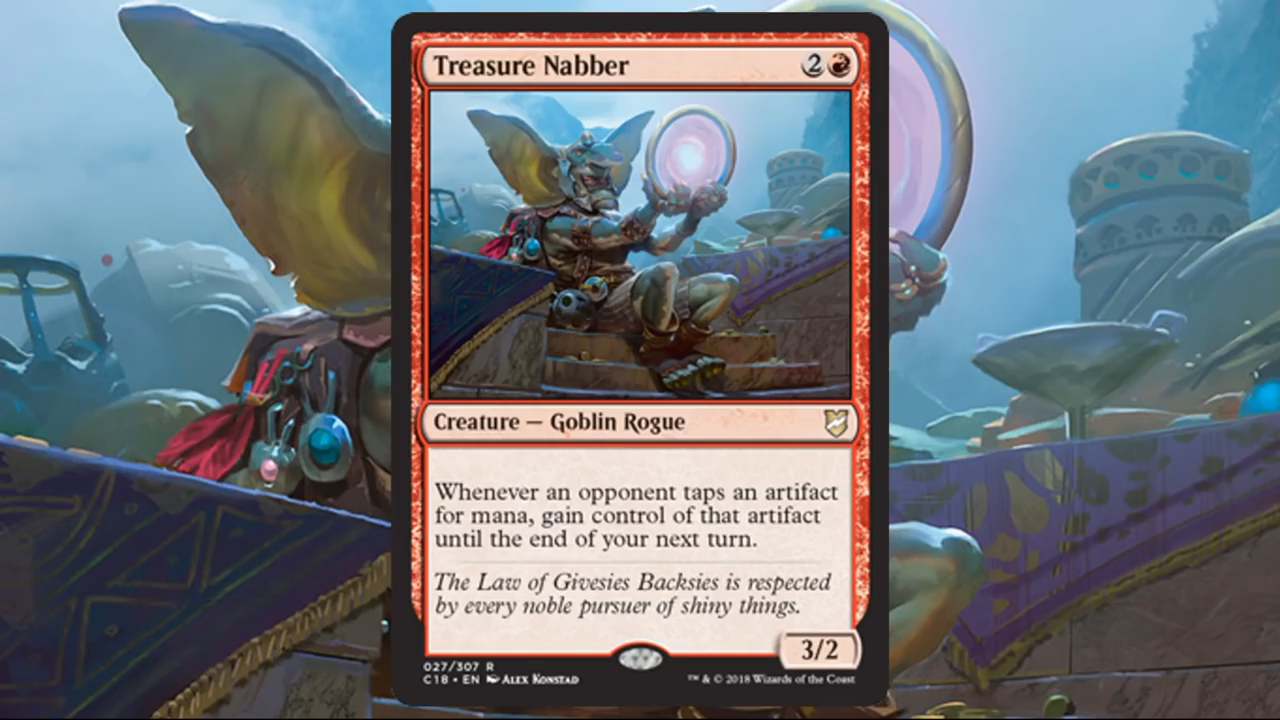 Treasure Nabber 2
Creature — Goblin Rogue
Whenever an opponent taps an artifact
for mana, gain control of that artifact
until the end of your next turn.
The Law of Givesies Backsies is respected
by every noble pursuer of shiny things.
3/2
027/307 R
C18 • EN Alex Konstad
™ & © 2018 Wizards of the Coast